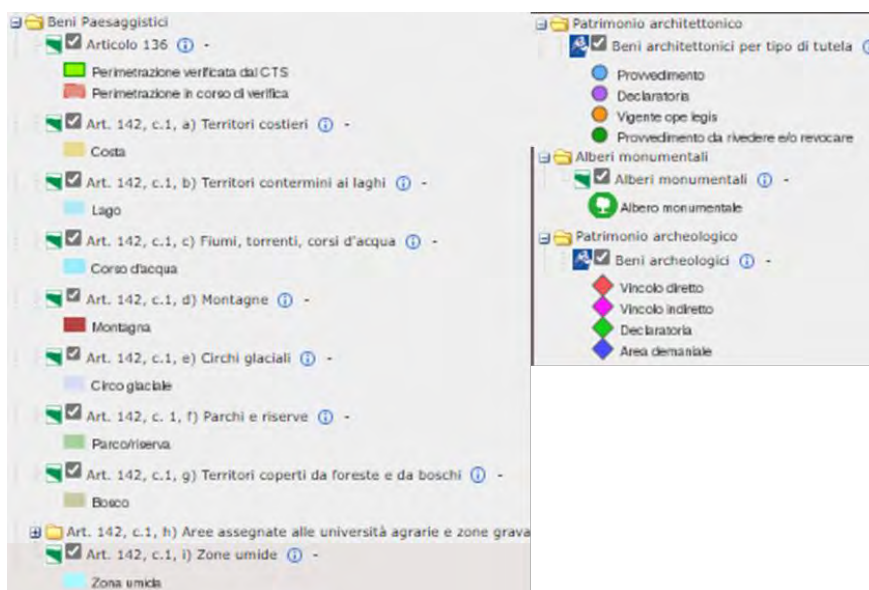 Beni Paesaggistici
Articolo 136 -
Perimetrazione verificata dal CTS
Perimetrazione in corso di verifica
Art. 142, c.1, a) Territori costieri -
Costa
Art. 142, c.1, b) Territori contermini ai laghi -
Lago
Art. 142, c.1, c) Fiumi, torrenti, corsi d'acqua -
Corso d'acqua
Art. 142, c.1, d) Montagne -
Montagna
Art. 142, c.1, e) Circhi glaciali -
Circo glaciale
Art. 142, c. 1, f) Parchi e riserve -
Parco/riserva
Art. 142, c.1, g) Territori coperti da foreste e da boschi -
Bosco
Art. 142, c.1, h) Aree assegnate alle università agrarie e zone grava
Art. 142, c.1, i) Zone umide -
Zona umida
Patrimonio architettonico
Beni architettonici per tipo di tutela
Provvedimento
Declaratoria
Vigente ope legis
Provvedimento da rivedere e/o revocare
Alberi monumentali
Alberi monumentali -
Albero monumentale
Patrimonio archeologico
Beni archeologici -
Vincolo diretto
Vincolo indiretto
Declaratoria
Area demaniale